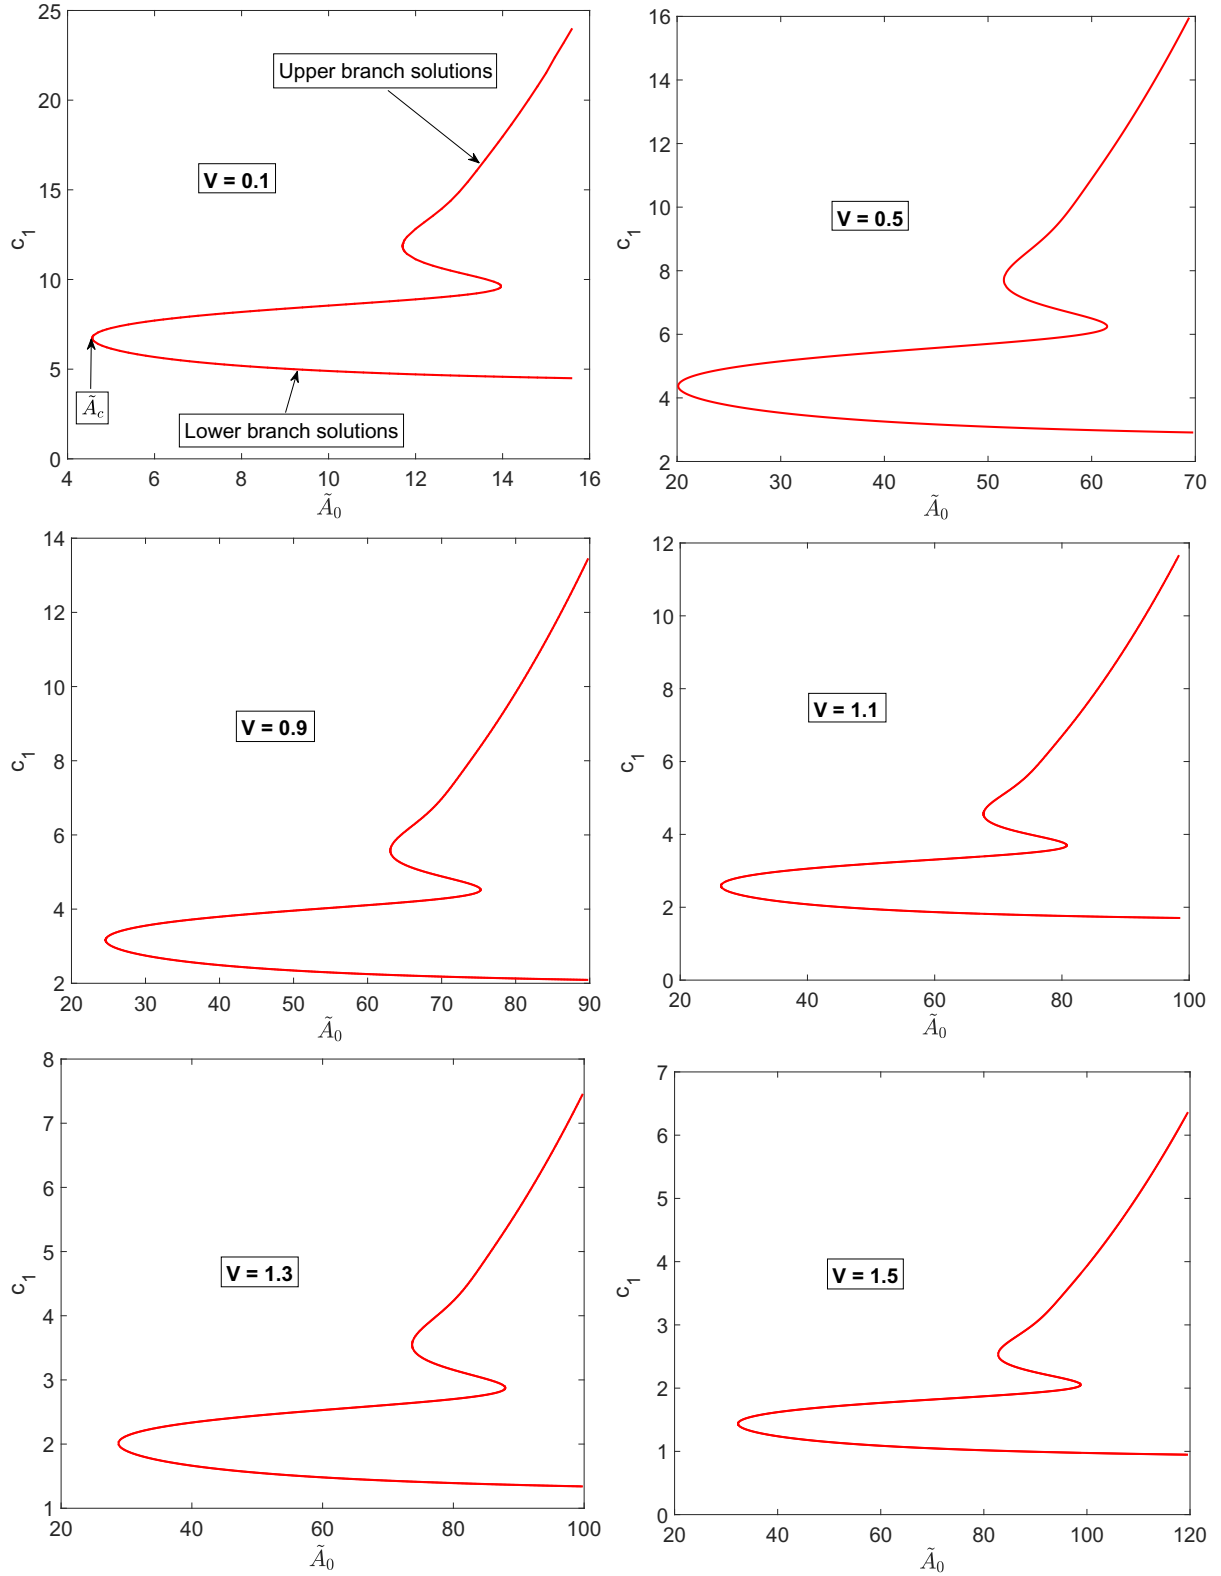 25
20
15
10
5
0
c₁
Upper branch solutions
V = 0.1
Ã_c
Lower branch solutions
4 6 8 10 12 14 16
Ã₀
16
14
12
10
8
6
4
2
c₁
V = 0.5
20 30 40 50 60 70
Ã₀
14
12
10
8
6
4
2
c₁
V = 0.9
20 30 40 50 60 70 80 90
Ã₀
12
10
8
6
4
2
0
c₁
V = 1.1
20 40 60 80 100
Ã₀
8
7
6
5
4
3
2
1
c₁
V = 1.3
20 40 60 80 100
Ã₀
7
6
5
4
3
2
1
0
c₁
V = 1.5
20 40 60 80 100 120
Ã₀